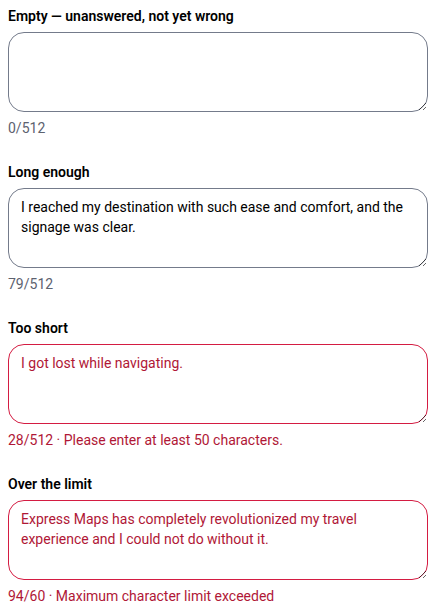 Empty — unanswered, not yet wrong
0/512
Long enough
I reached my destination with such ease and comfort, and the
signage was clear.
79/512
Too short
I got lost while navigating.
28/512 · Please enter at least 50 characters.
Over the limit
Express Maps has completely revolutionized my travel
experience and I could not do without it.
94/60 · Maximum character limit exceeded